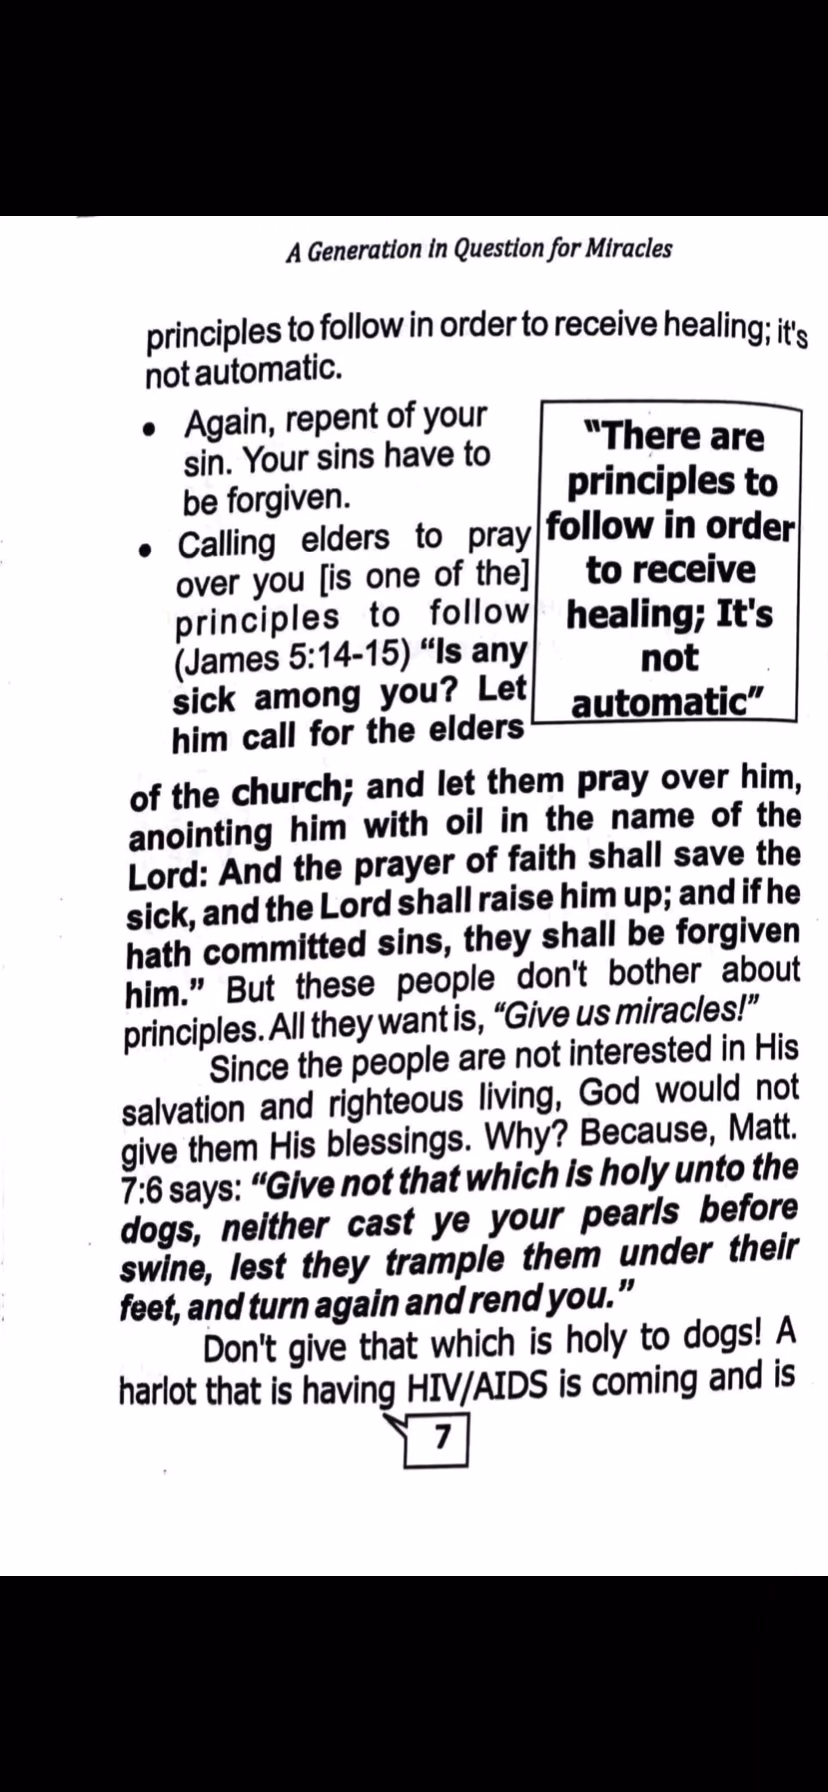 A Generation in Question for Miracles
principles to follow in order to receive healing; it's
not automatic.
• Again, repent of your
sin. Your sins have to
be forgiven.
• Calling elders to pray
over you [is one of the]
principles to follow
(James 5:14-15) “Is any
sick among you? Let
him call for the elders
"There are
principles to
follow in order
to receive
healing; It's
not
automatic"
of the church; and let them pray over him,
anointing him with oil in the name of the
Lord: And the prayer of faith shall save the
sick, and the Lord shall raise him up; and if he
hath committed sins, they shall be forgiven
him.” But these people don't bother about
principles. All they want is, “Give us miracles!”
Since the people are not interested in His
salvation and righteous living, God would not
give them His blessings. Why? Because, Matt.
7:6 says: “Give not that which is holy unto the
dogs, neither cast ye your pearls before
swine, lest they trample them under their
feet, and turn again and rend you.”
Don't give that which is holy to dogs! A
harlot that is having HIV/AIDS is coming and is
7